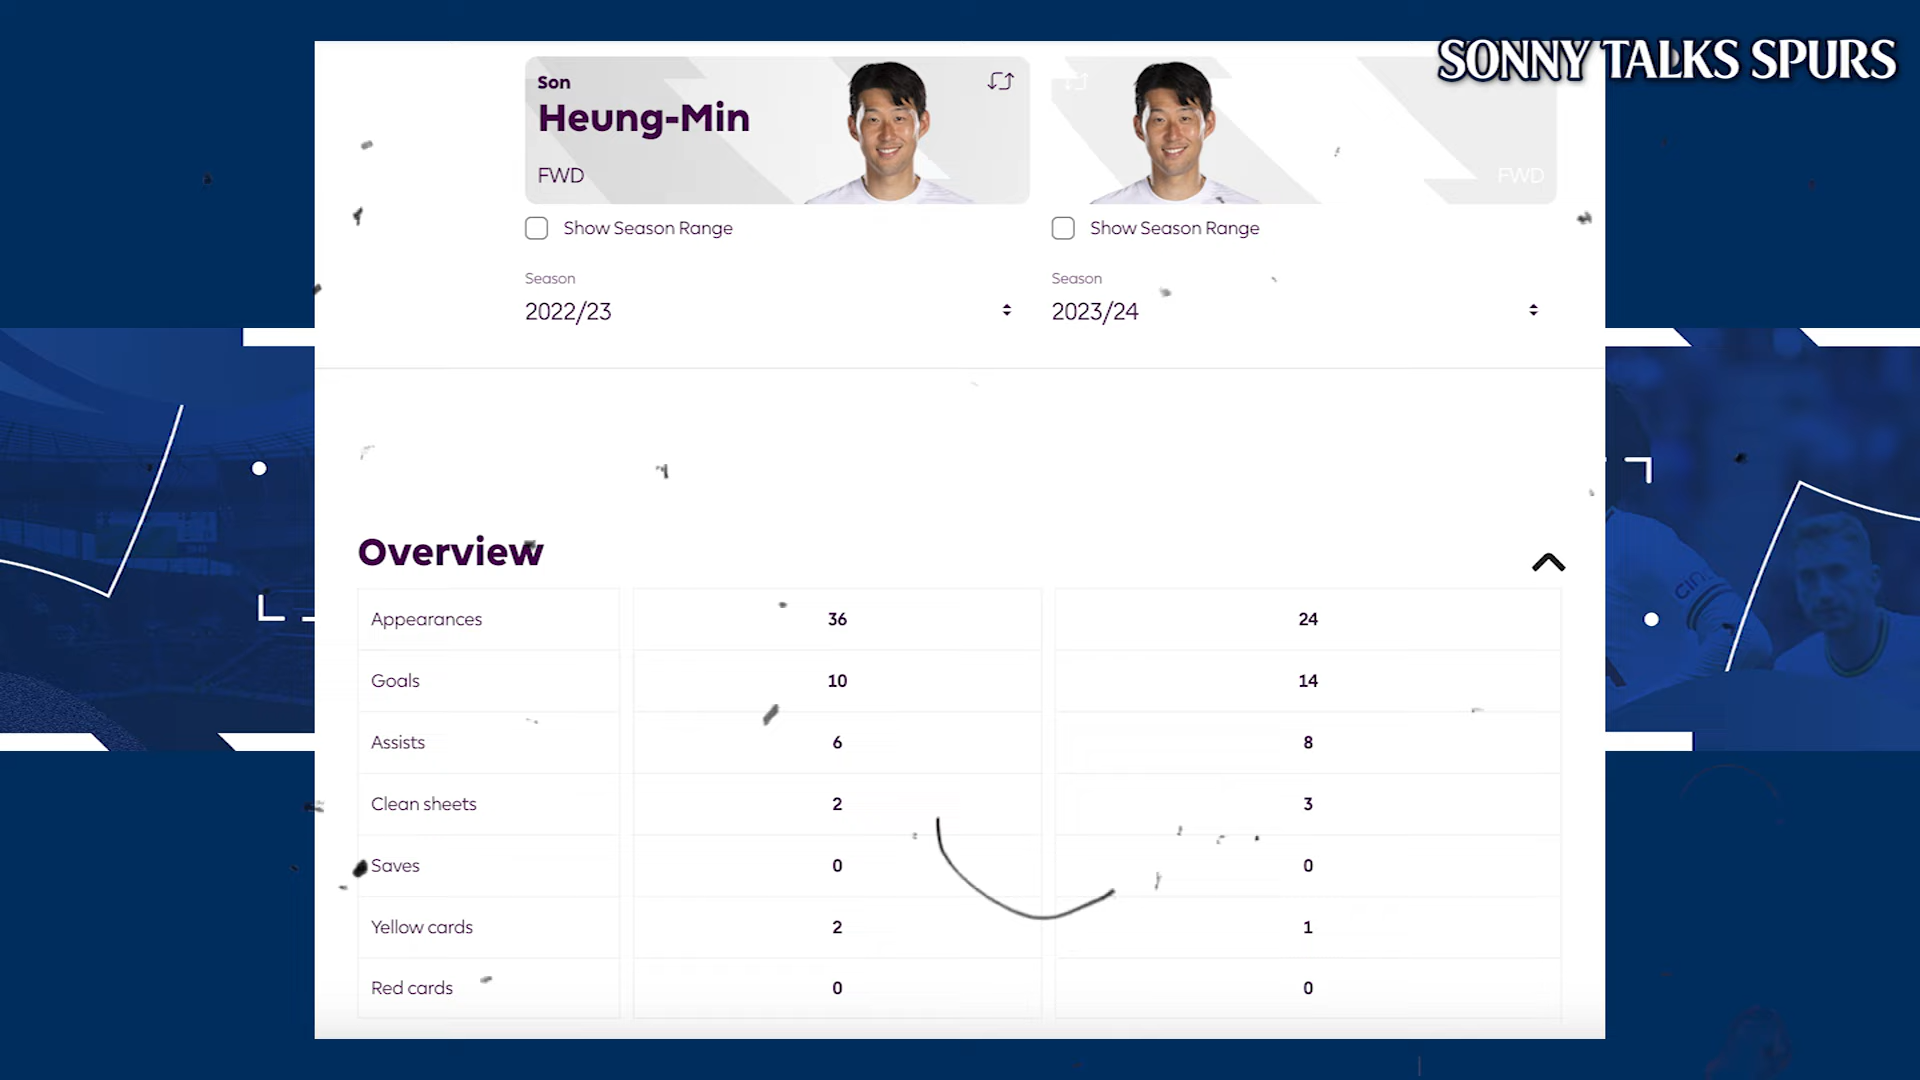 SONNY TALKS SPURS
Son
Heung-Min
FWD
FWD
Show Season Range
Show Season Range
Season
Season
2022/23
2023/24
Overview
Appearances 36 24
Goals 10 14
Assists 6 8
Clean sheets 2 3
Saves 0 0
Yellow cards 2 1
Red cards 0 0
cinch